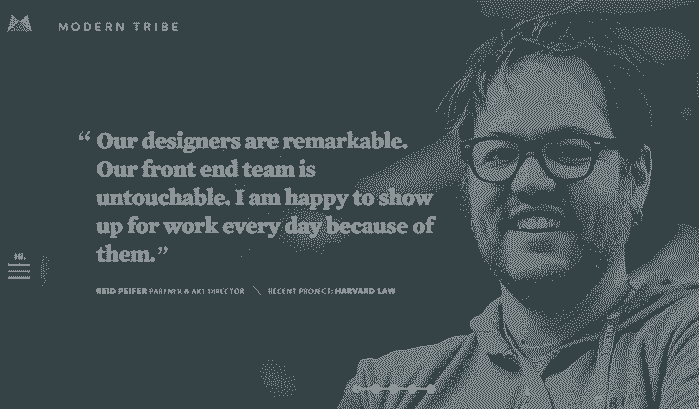 MODERN TRIBE
“Our designers are remarkable.
Our front end team is
untouchable. I am happy to show
up for work every day because of
them.”
Hi.
REID PEIFER PARTNER & ART DIRECTOR \ RECENT PROJECT: HARVARD LAW